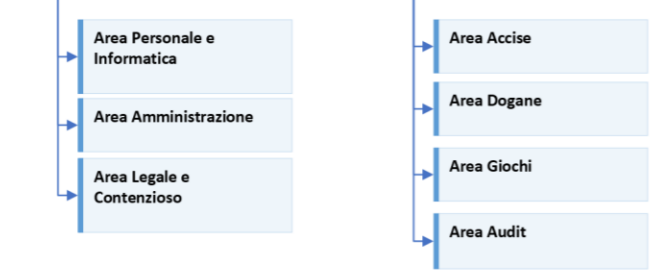 Area Personale e
Informatica
Area Amministrazione
Area Legale e
Contenzioso
Area Accise
Area Dogane
Area Giochi
Area Audit